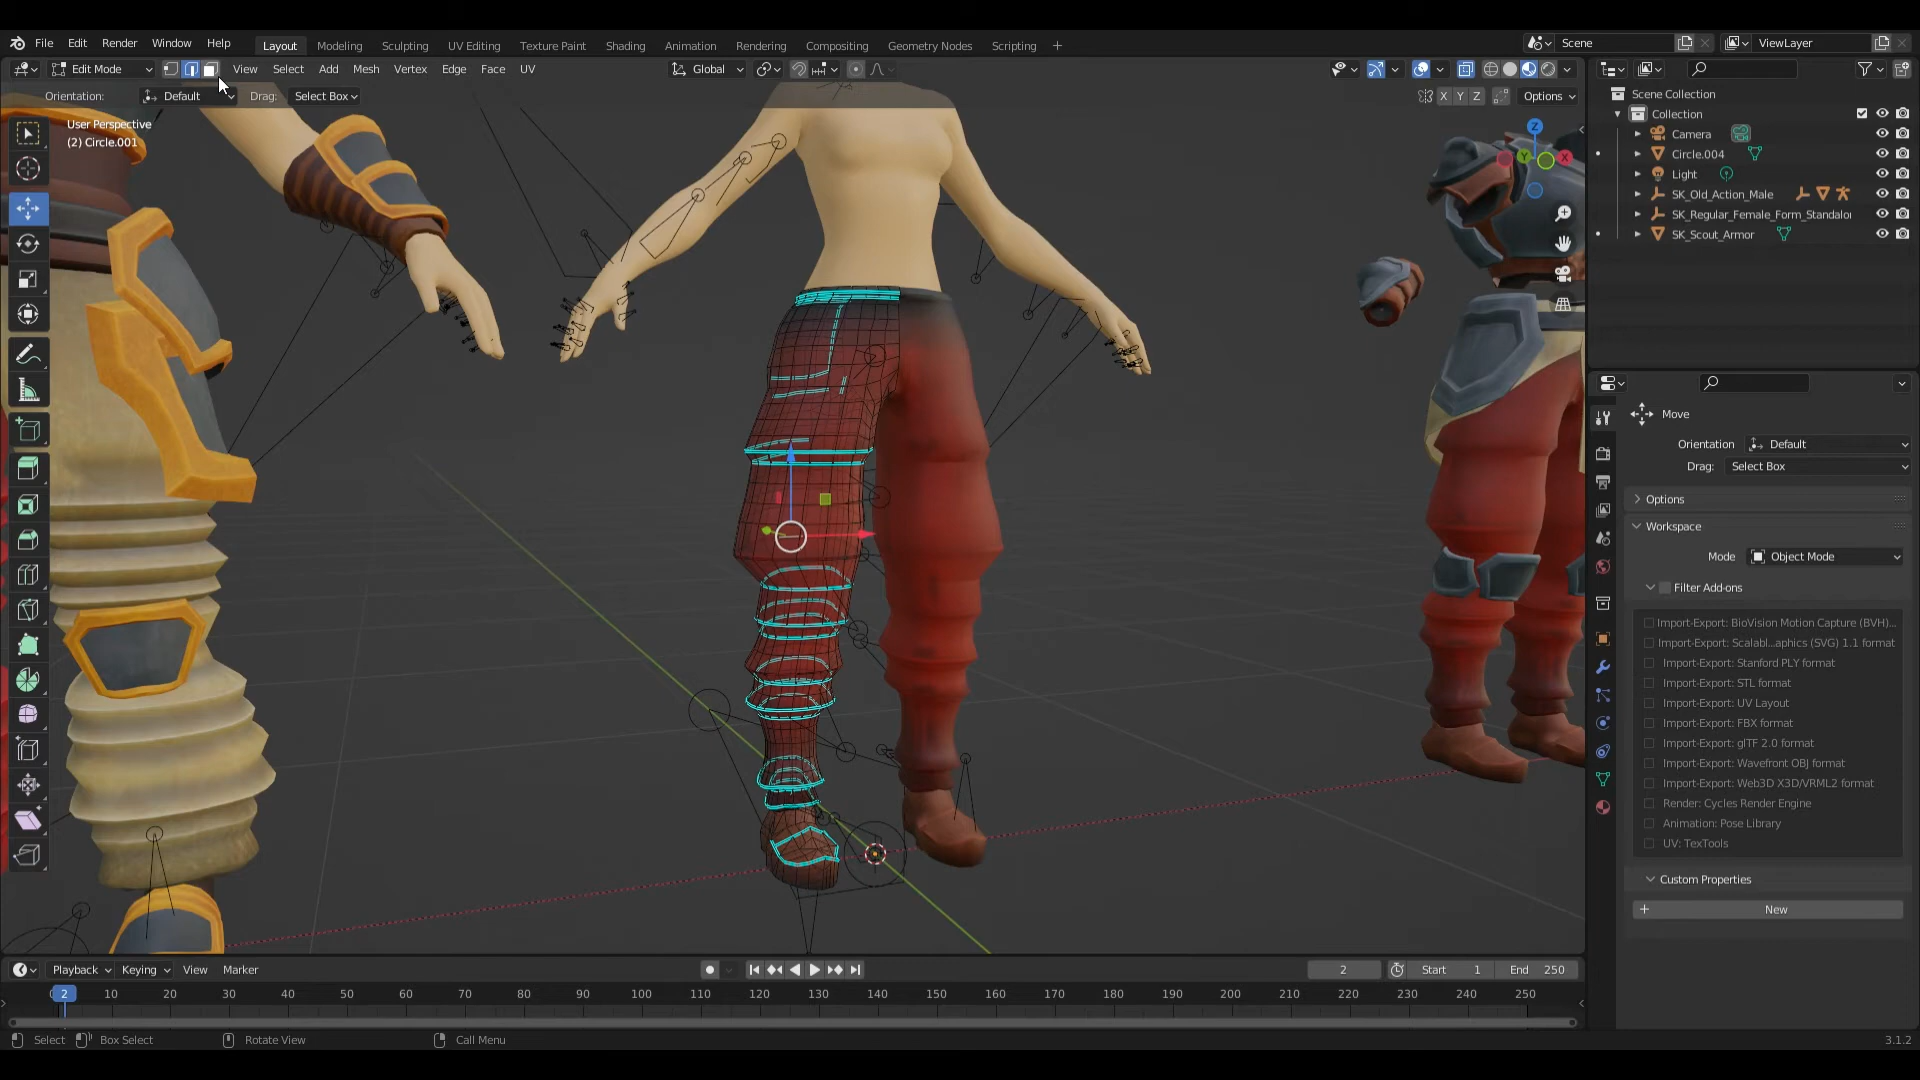 File Edit Render Window Help Layout Modeling Sculpting UV Editing Texture Paint Shading Animation Rendering Compositing Geometry Nodes Scripting + Scene ViewLayer
Edit Mode View Select Add Mesh Vertex Edge Face UV Global
Orientation: Default Drag: Select Box X Y Z Options
User Perspective
(2) Circle.001
Z
Y X
Scene Collection
Collection
Camera
Circle.004
Light
SK_Old_Action_Male
SK_Regular_Female_Form_Standalo
SK_Scout_Armor
Move
Orientation Default
Drag: Select Box
Options
Workspace
Mode Object Mode
Filter Add-ons
Import-Export: BioVision Motion Capture (BVH)...
Import-Export: Scalabl...aphics (SVG) 1.1 format
Import-Export: Stanford PLY format
Import-Export: STL format
Import-Export: UV Layout
Import-Export: FBX format
Import-Export: glTF 2.0 format
Import-Export: Wavefront OBJ format
Import-Export: Web3D X3D/VRML2 format
Render: Cycles Render Engine
Animation: Pose Library
UV: TexTools
Custom Properties
+ New
Playback Keying View Marker 2 Start 1 End 250
2 10 20 30 40 50 60 70 80 90 100 110 120 130 140 150 160 170 180 190 200 210 220 230 240 250
Select Box Select Rotate View Call Menu 3.1.2